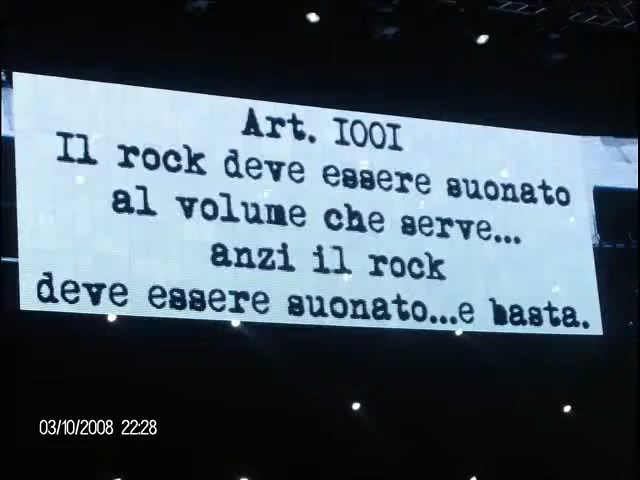 Art. IOOI
Il rock deve essere suonato
al volume che serve...
anzi il rock
deve essere suonato...e basta.
03/10/2008 22:28